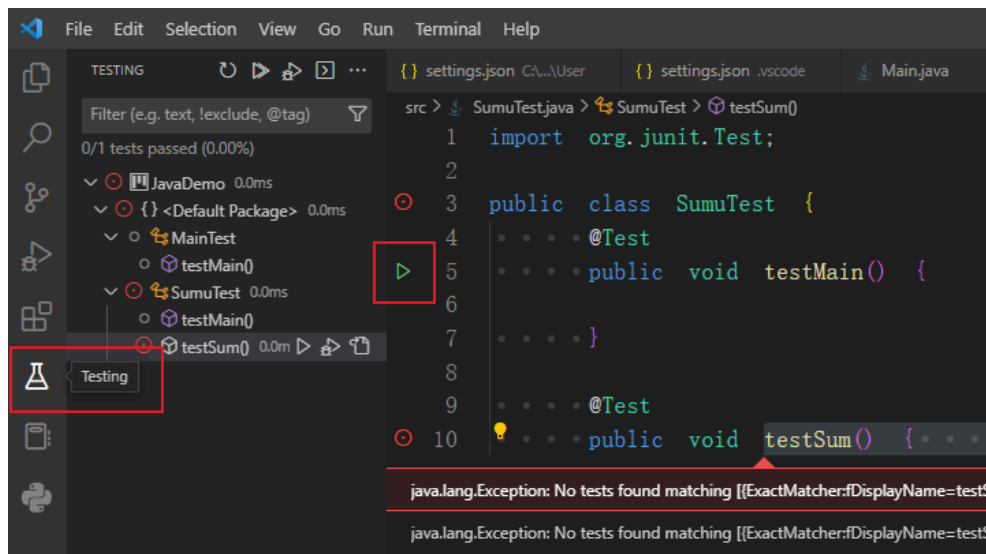 File Edit Selection View Go Run Terminal Help
TESTING
{ } settings.json C:\...\User { } settings.json .vscode Main.java
Filter (e.g. text, !exclude, @tag)
src > SumuTest.java > SumuTest > testSum()
0/1 tests passed (0.00%)
JavaDemo 0.0ms
{ } <Default Package> 0.0ms
MainTest
testMain()
SumuTest 0.0ms
testMain()
testSum() 0.0m
Testing
1 import org.junit.Test;
2
3 public class SumuTest {
4 @Test
5 public void testMain() {
6
7 }
8
9 @Test
10 public void testSum() {
java.lang.Exception: No tests found matching [{ExactMatcher:fDisplayName=testS
java.lang.Exception: No tests found matching [{ExactMatcher:fDisplayName=testS